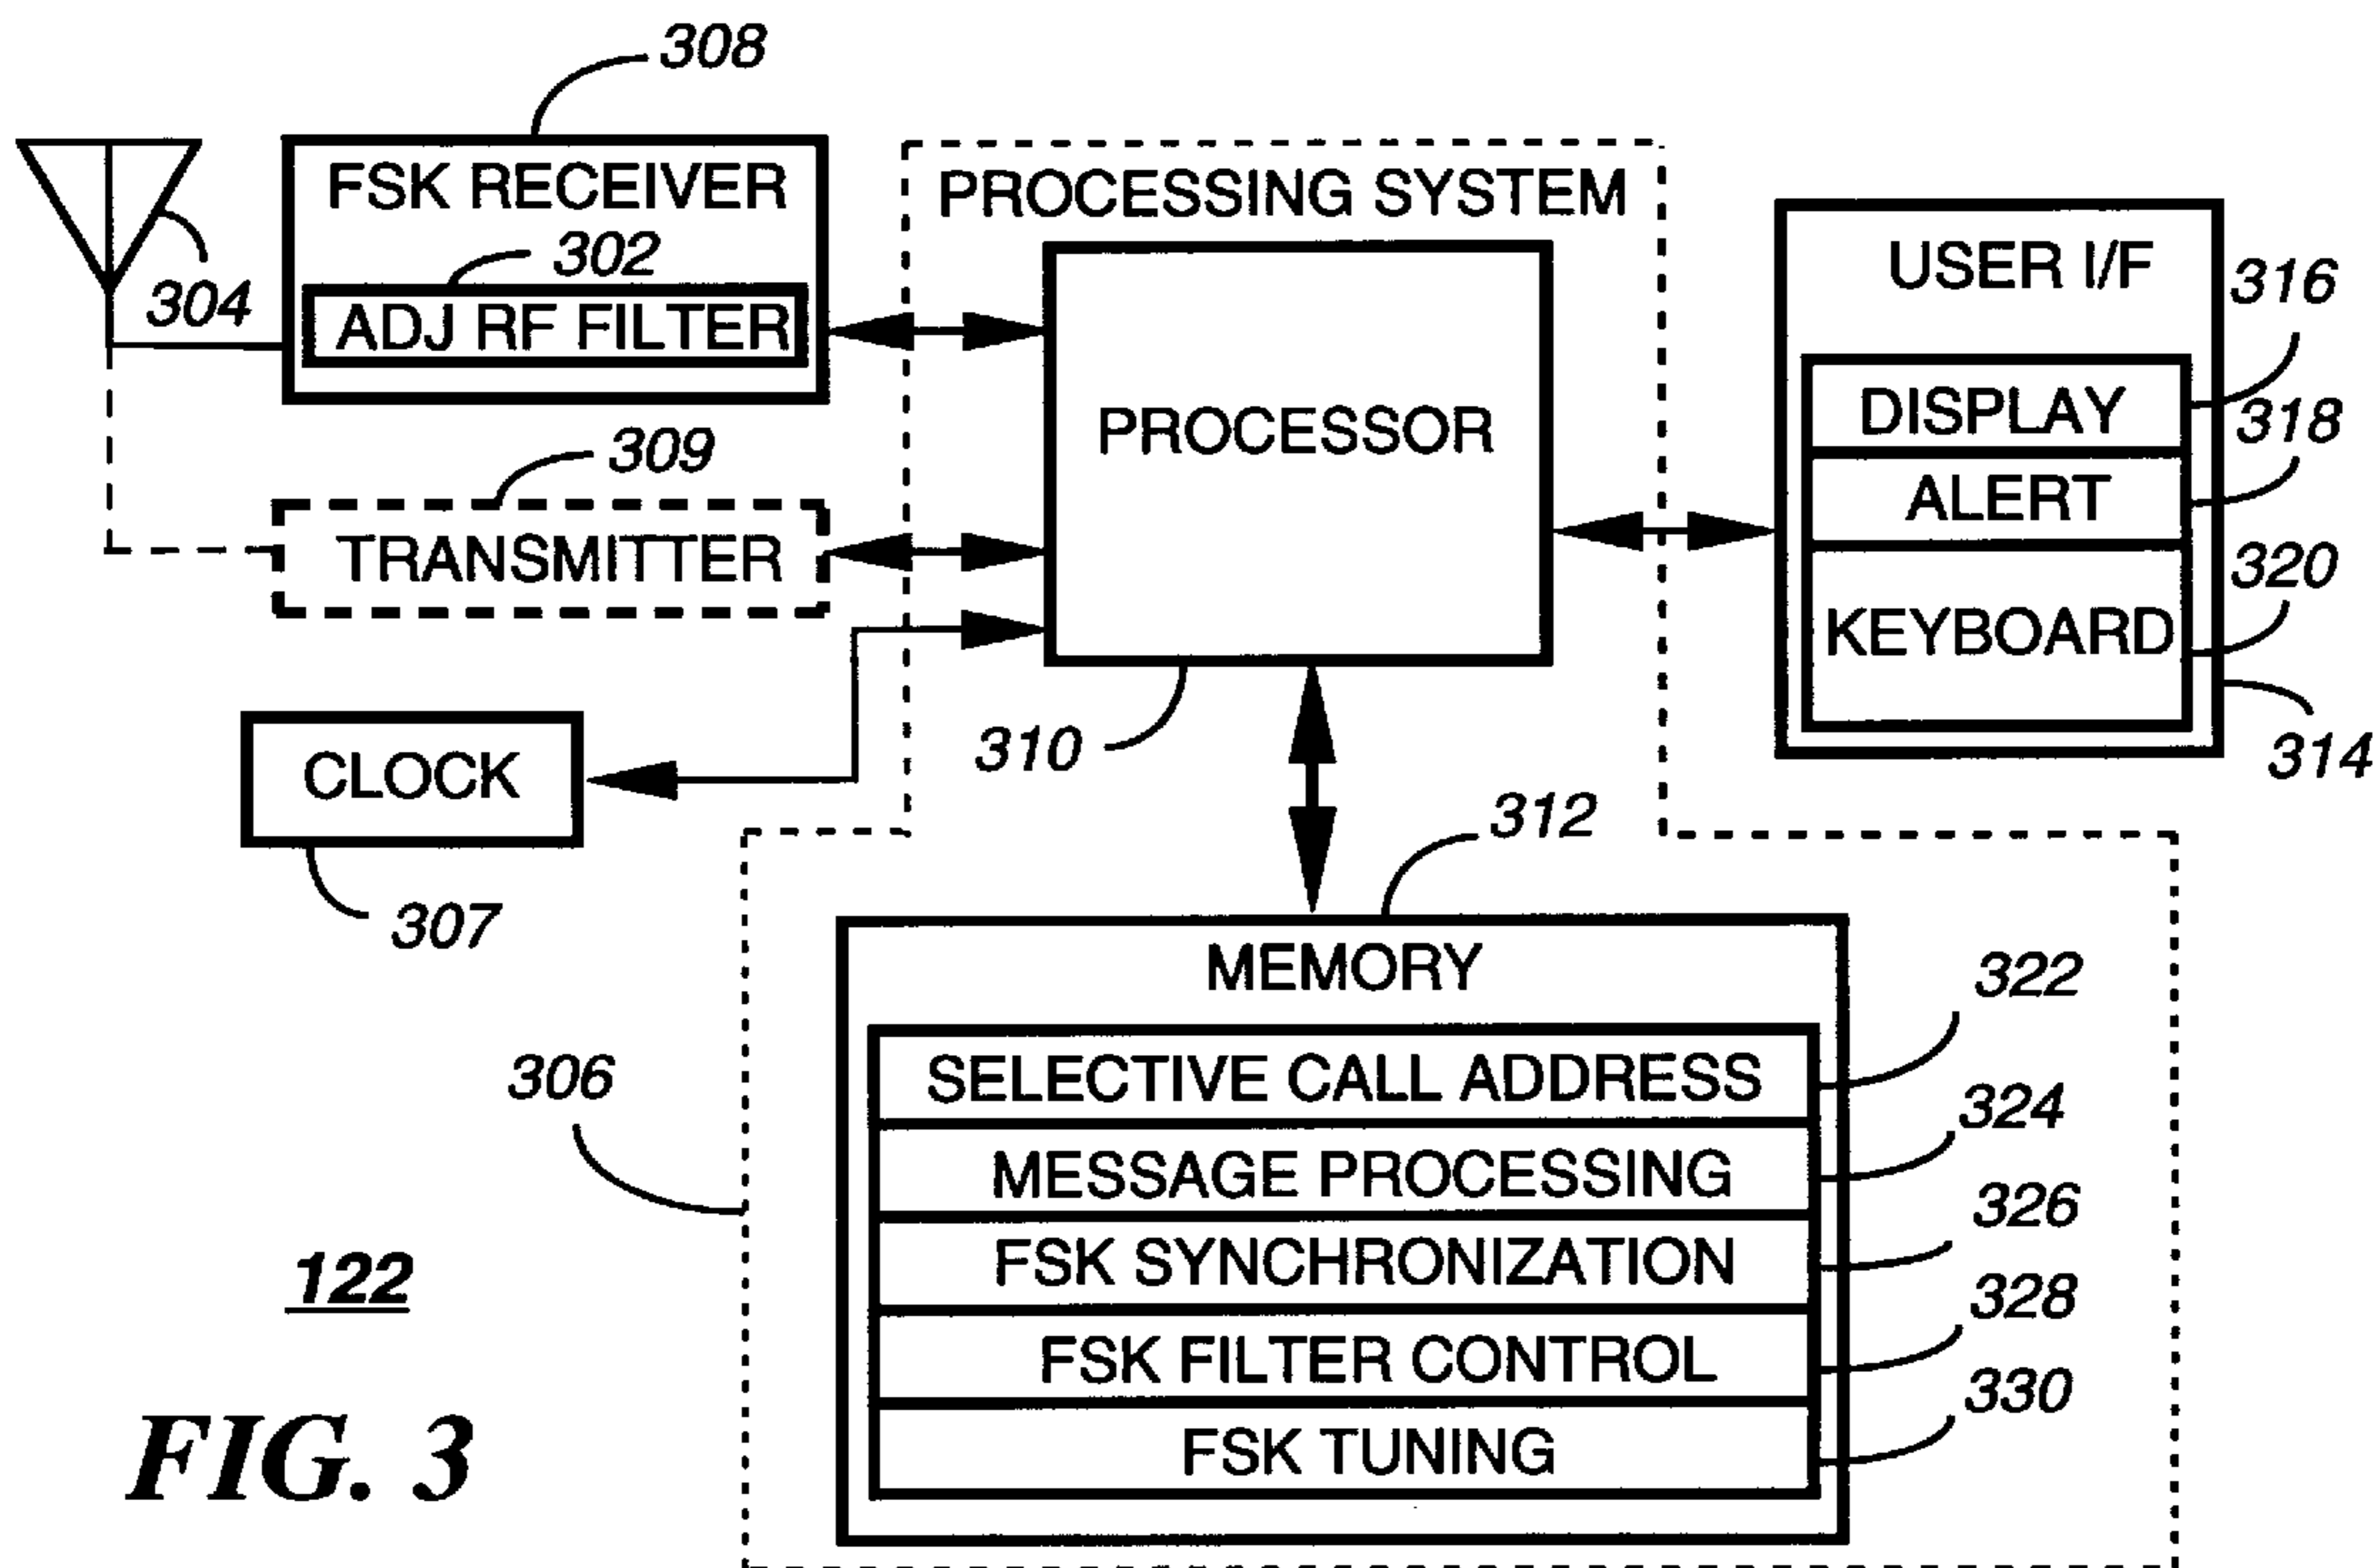 308
FSK RECEIVER
302
ADJ RF FILTER
304
PROCESSING SYSTEM
PROCESSOR
310
USER I/F
316
DISPLAY
318
ALERT
320
KEYBOARD
314
309
TRANSMITTER
CLOCK
307
312
MEMORY
322
SELECTIVE CALL ADDRESS
324
MESSAGE PROCESSING
326
FSK SYNCHRONIZATION
328
FSK FILTER CONTROL
330
FSK TUNING
306
122
FIG. 3